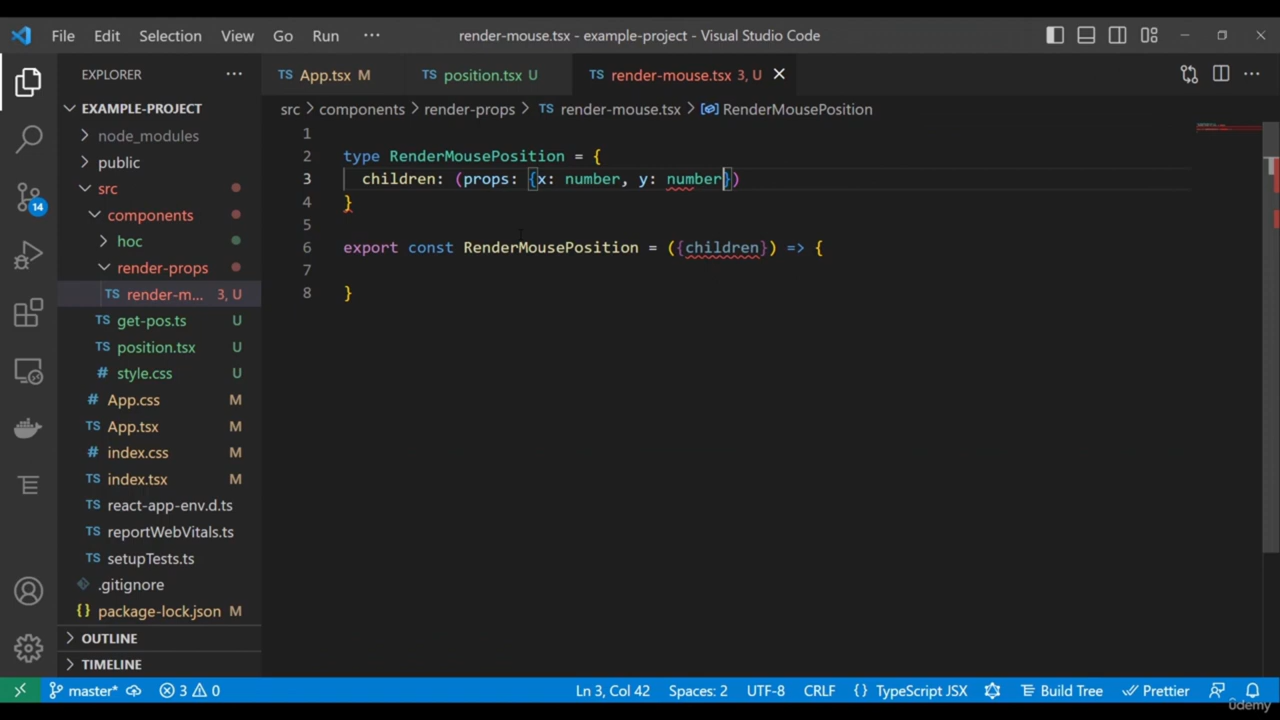 File Edit Selection View Go Run ··· render-mouse.tsx - example-project - Visual Studio Code
EXPLORER ···
TS App.tsx M TS position.tsx U TS render-mouse.tsx 3, U
src > components > render-props > TS render-mouse.tsx > RenderMousePosition
EXAMPLE-PROJECT
node_modules
public
src
components
hoc
render-props
TS render-m... 3, U
TS get-pos.ts U
TS position.tsx U
# style.css U
# App.css M
TS App.tsx M
# index.css M
TS index.tsx M
TS react-app-env.d.ts
TS reportWebVitals.ts
TS setupTests.ts
.gitignore
{} package-lock.json M
OUTLINE
TIMELINE
14
1
2 type RenderMousePosition = {
3 children: (props: {x: number, y: number})
4 }
5
6 export const RenderMousePosition = ({children}) => {
7
8 }
master* 3 0 Ln 3, Col 42 Spaces: 2 UTF-8 CRLF {} TypeScript JSX Build Tree Prettier
ûdemy